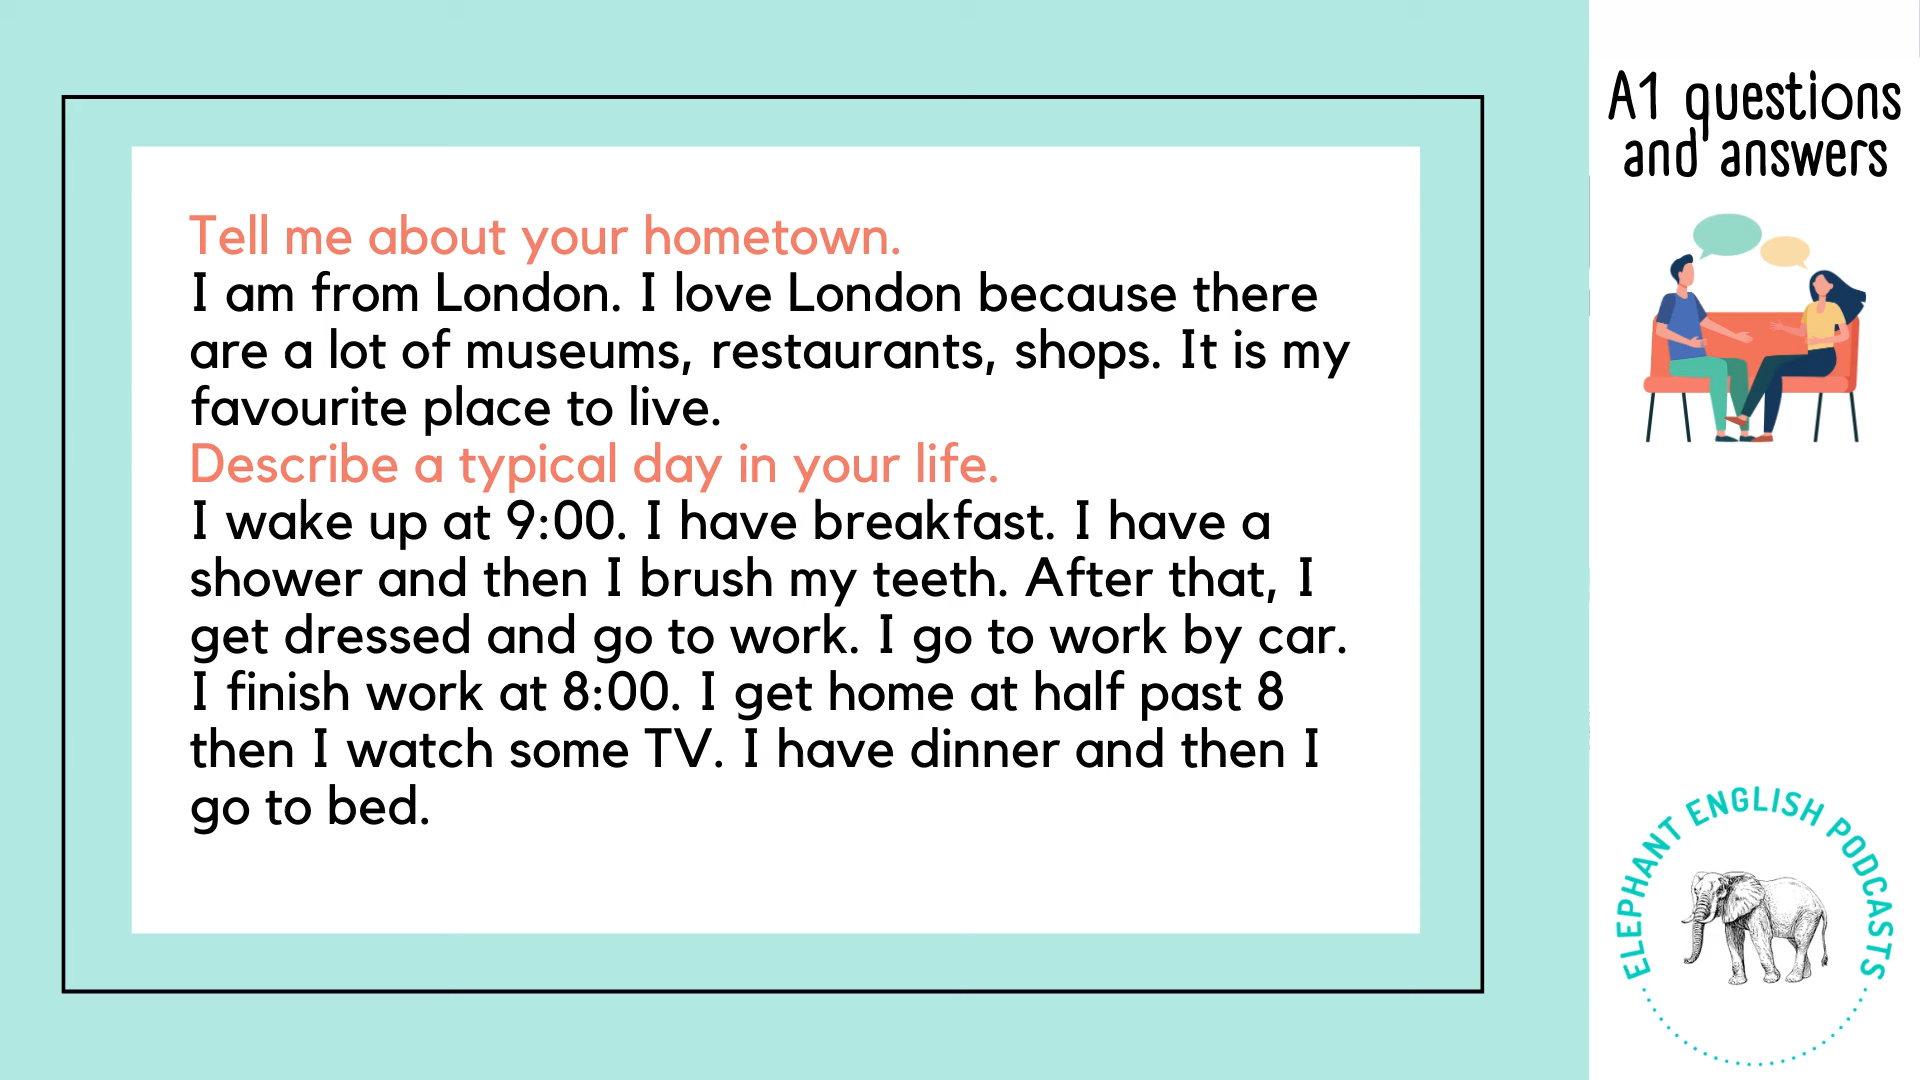 A1 questions
and answers
Tell me about your hometown.
I am from London. I love London because there
are a lot of museums, restaurants, shops. It is my
favourite place to live.
Describe a typical day in your life.
I wake up at 9:00. I have breakfast. I have a
shower and then I brush my teeth. After that, I
get dressed and go to work. I go to work by car.
I finish work at 8:00. I get home at half past 8
then I watch some TV. I have dinner and then I
go to bed.
ELEPHANT ENGLISH PODCASTS